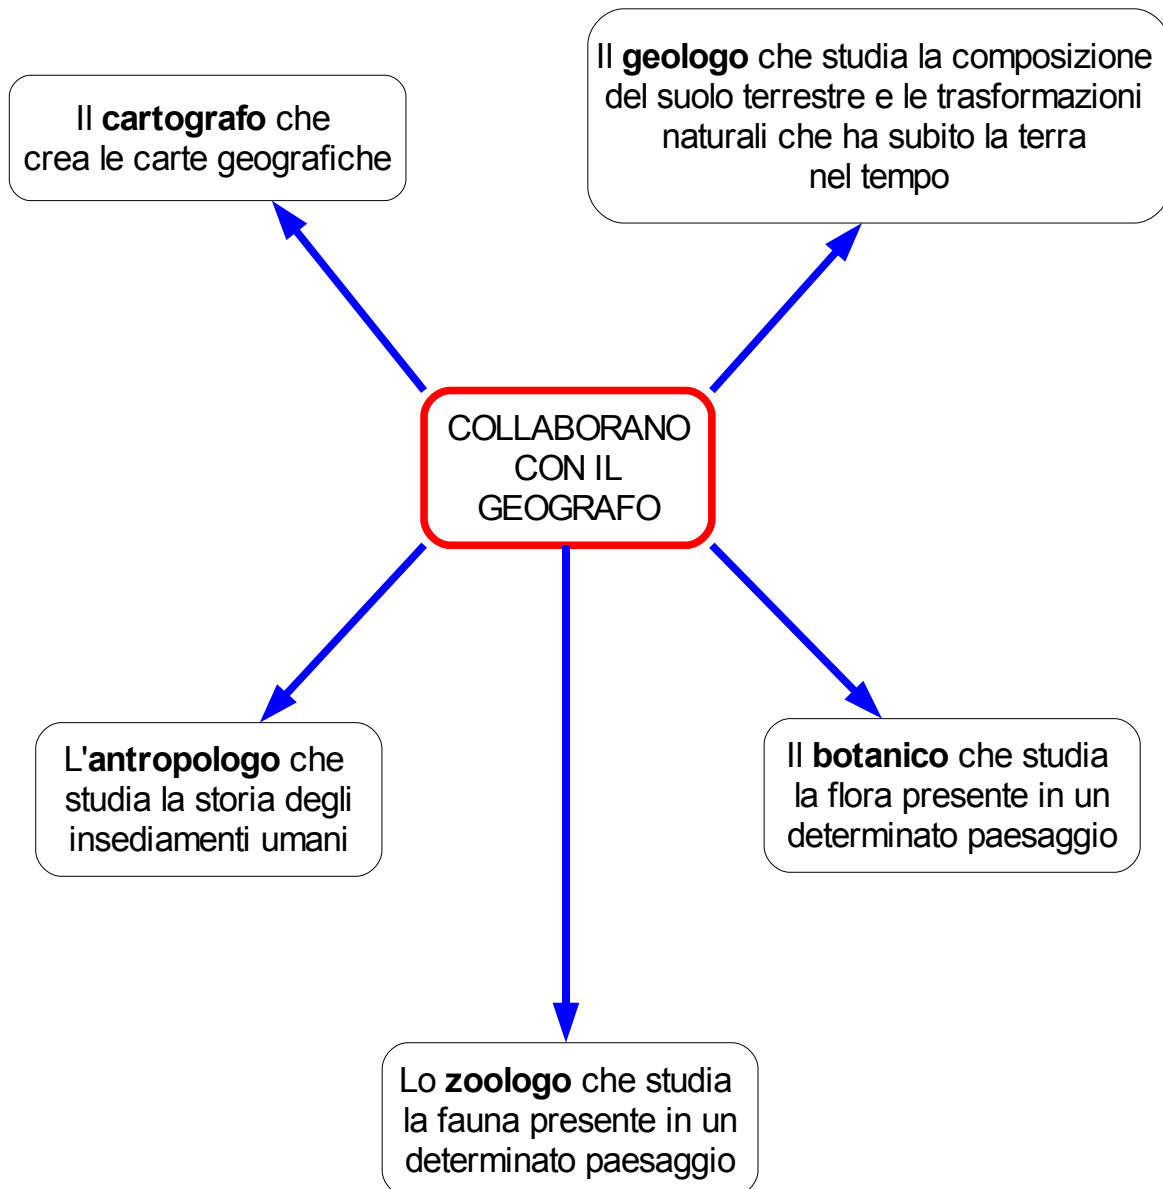 Il cartografo che
crea le carte geografiche
Il geologo che studia la composizione
del suolo terrestre e le trasformazioni
naturali che ha subito la terra
nel tempo
COLLABORANO
CON IL
GEOGRAFO
L'antropologo che
studia la storia degli
insediamenti umani
Il botanico che studia
la flora presente in un
determinato paesaggio
Lo zoologo che studia
la fauna presente in un
determinato paesaggio